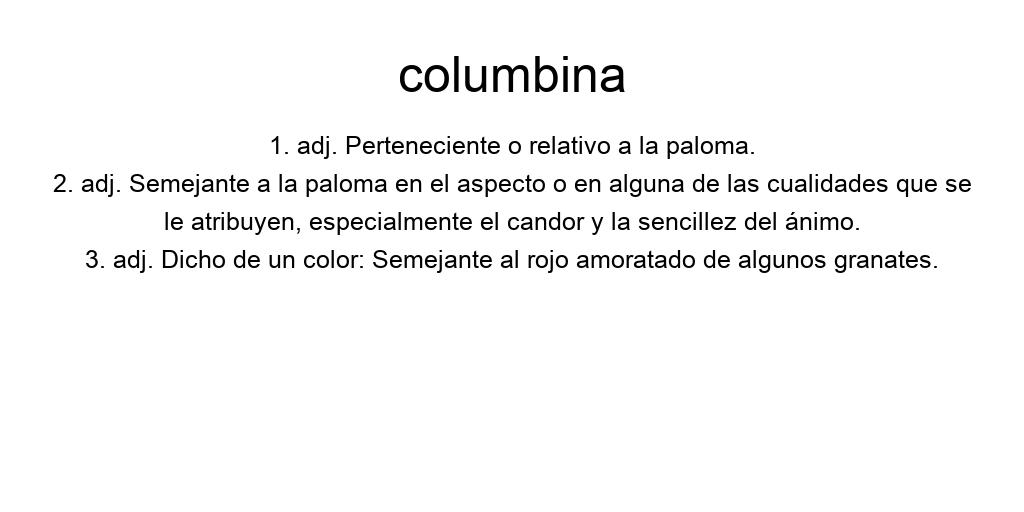 columbina
1. adj. Perteneciente o relativo a la paloma.
2. adj. Semejante a la paloma en el aspecto o en alguna de las cualidades que se
le atribuyen, especialmente el candor y la sencillez del ánimo.
3. adj. Dicho de un color: Semejante al rojo amoratado de algunos granates.